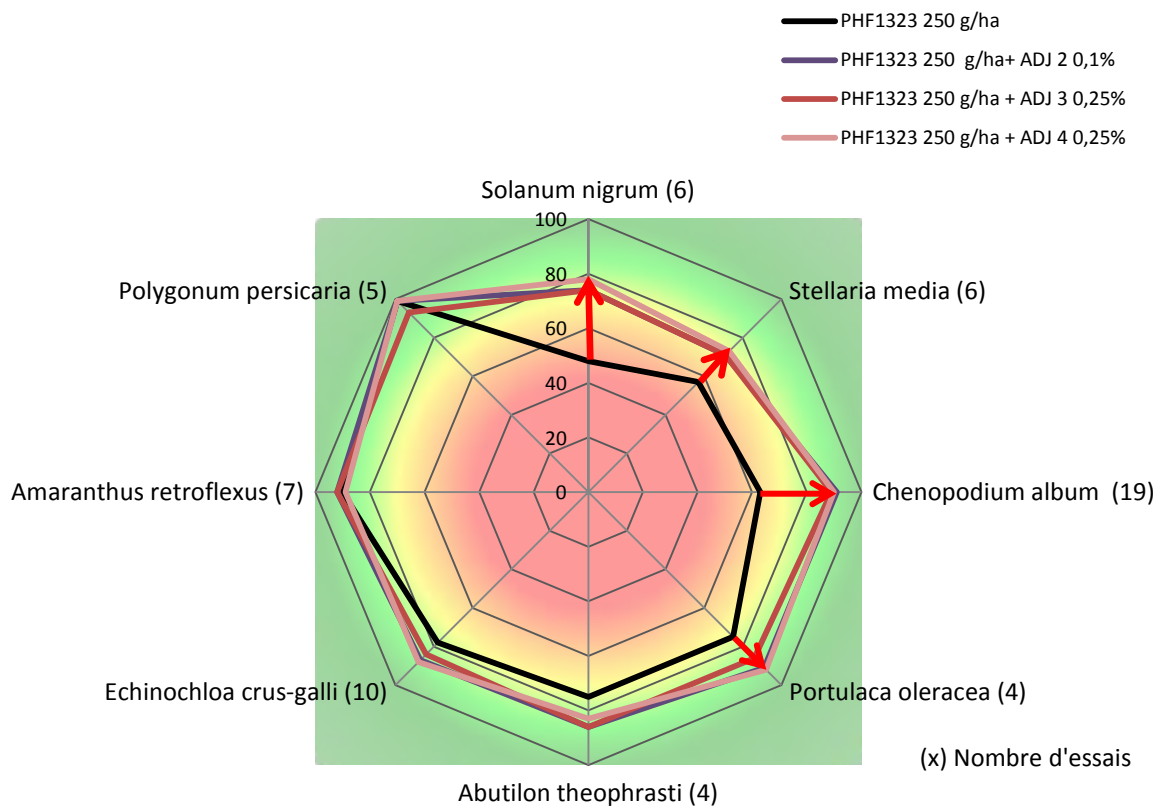 PHF1323 250 g/ha
PHF1323 250  g/ha+ ADJ 2 0,1%
PHF1323 250 g/ha + ADJ 3 0,25%
PHF1323 250 g/ha + ADJ 4 0,25%
Solanum nigrum (6)
100
80
60
40
20
0
Polygonum persicaria (5)
Stellaria media (6)
Amaranthus retroflexus (7)
Chenopodium album  (19)
Echinochloa crus-galli (10)
Portulaca oleracea (4)
Abutilon theophrasti (4)
(x) Nombre d'essais